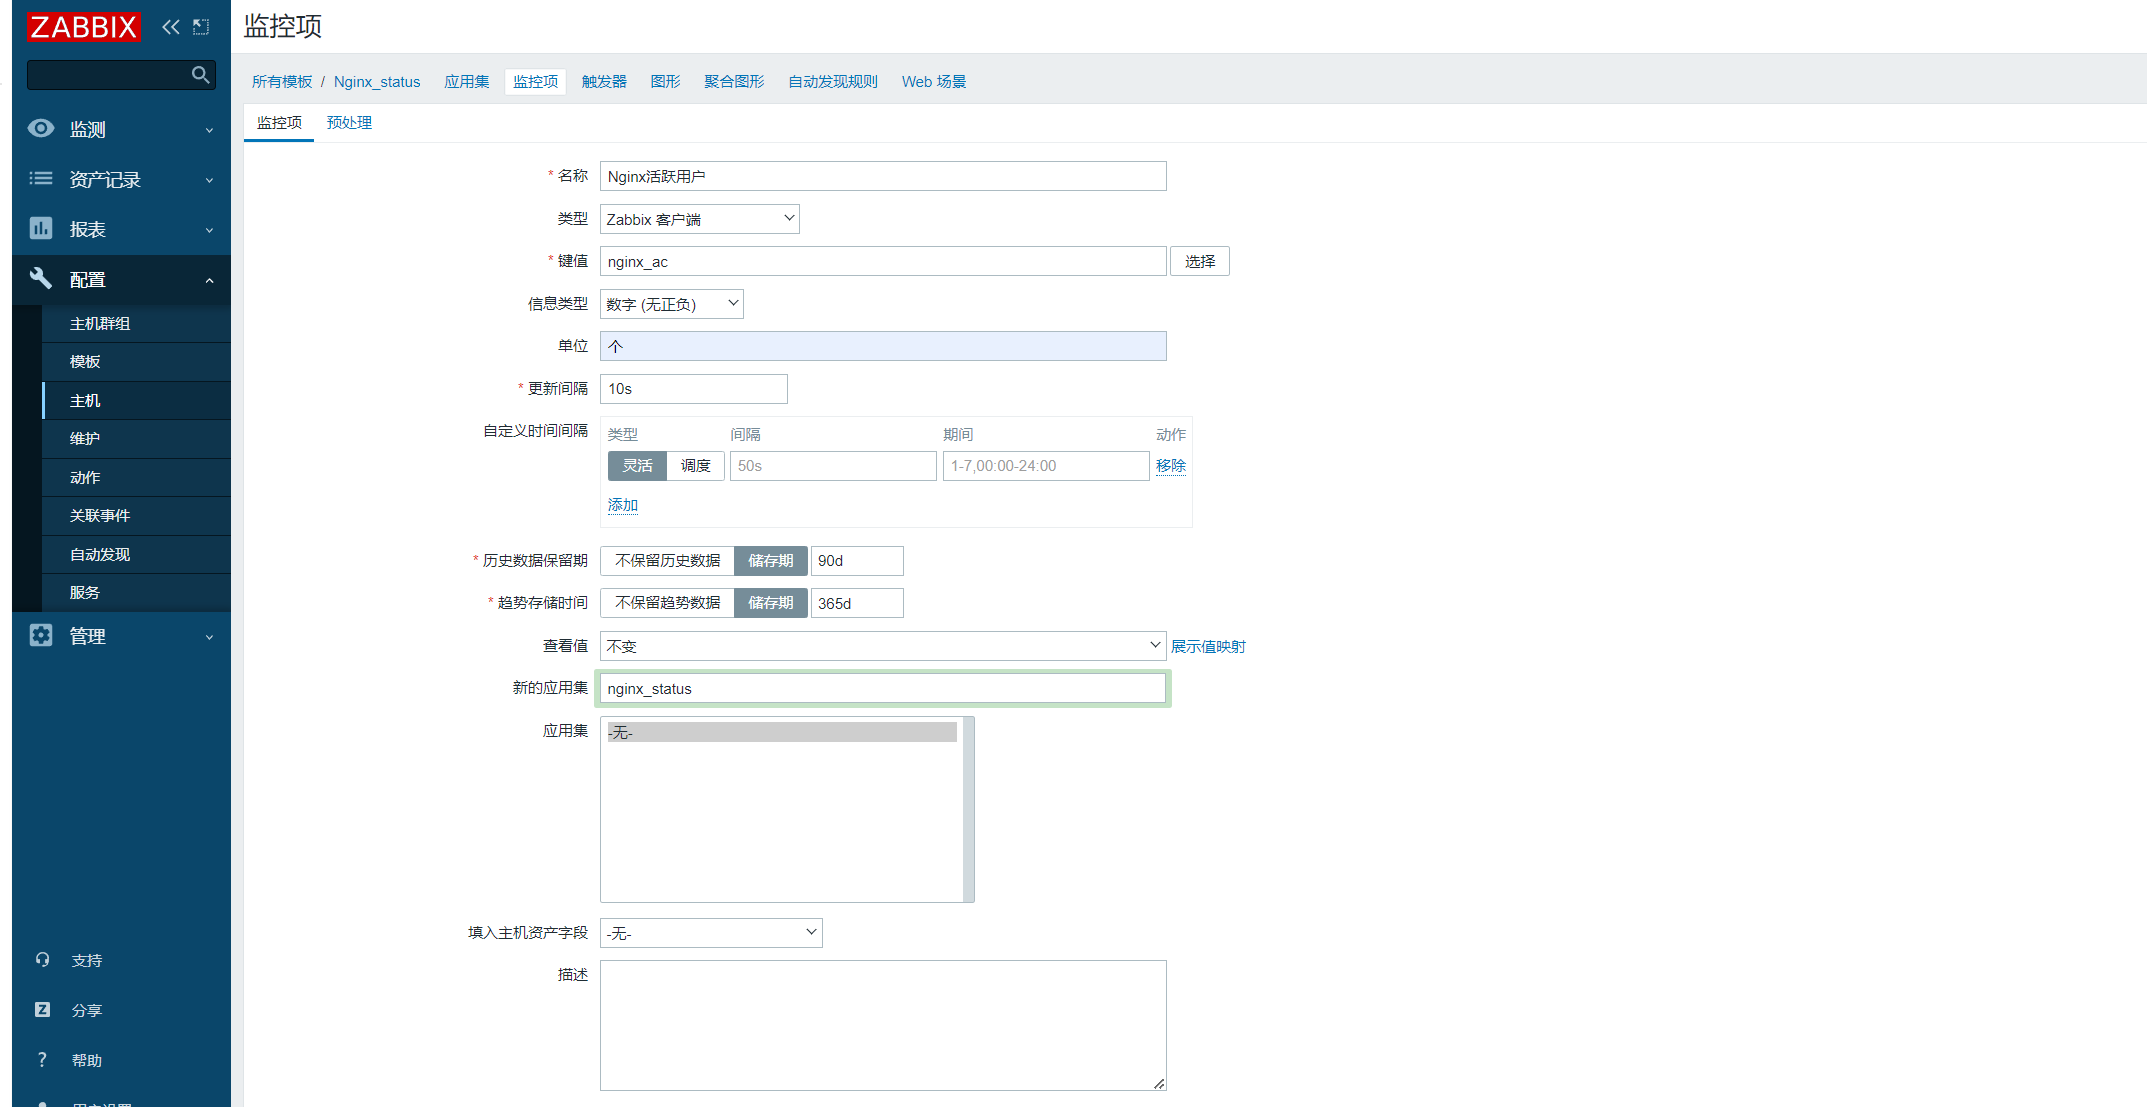 ZABBIX
监控项
所有模板 / Nginx_status 应用集 监控项 触发器 图形 聚合图形 自动发现规则 Web 场景
监控项 预处理
监测
资产记录
报表
配置
主机群组
模板
主机
维护
动作
关联事件
自动发现
服务
管理
支持
Z 分享
? 帮助
* 名称 Nginx活跃用户
类型 Zabbix 客户端
* 键值 nginx_ac 选择
信息类型 数字 (无正负)
单位 个
* 更新间隔 10s
自定义时间间隔 类型 间隔 期间 动作
灵活 调度 50s 1-7,00:00-24:00 移除
添加
* 历史数据保留期 不保留历史数据 储存期 90d
* 趋势存储时间 不保留趋势数据 储存期 365d
查看值 不变 展示值映射
新的应用集 nginx_status
应用集 -无-
填入主机资产字段 -无-
描述